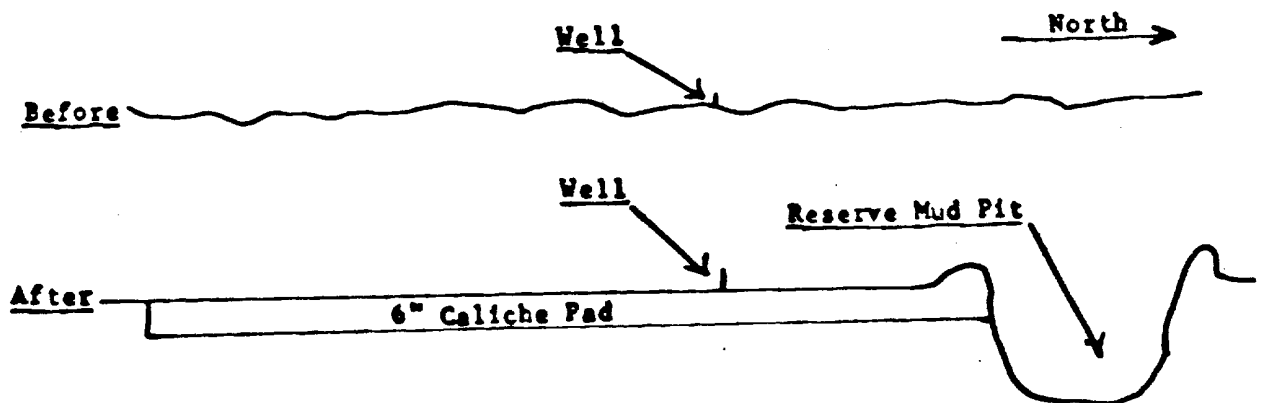 North
Well
Before
Well
Reserve Mud Pit
After
6" Caliche Pad